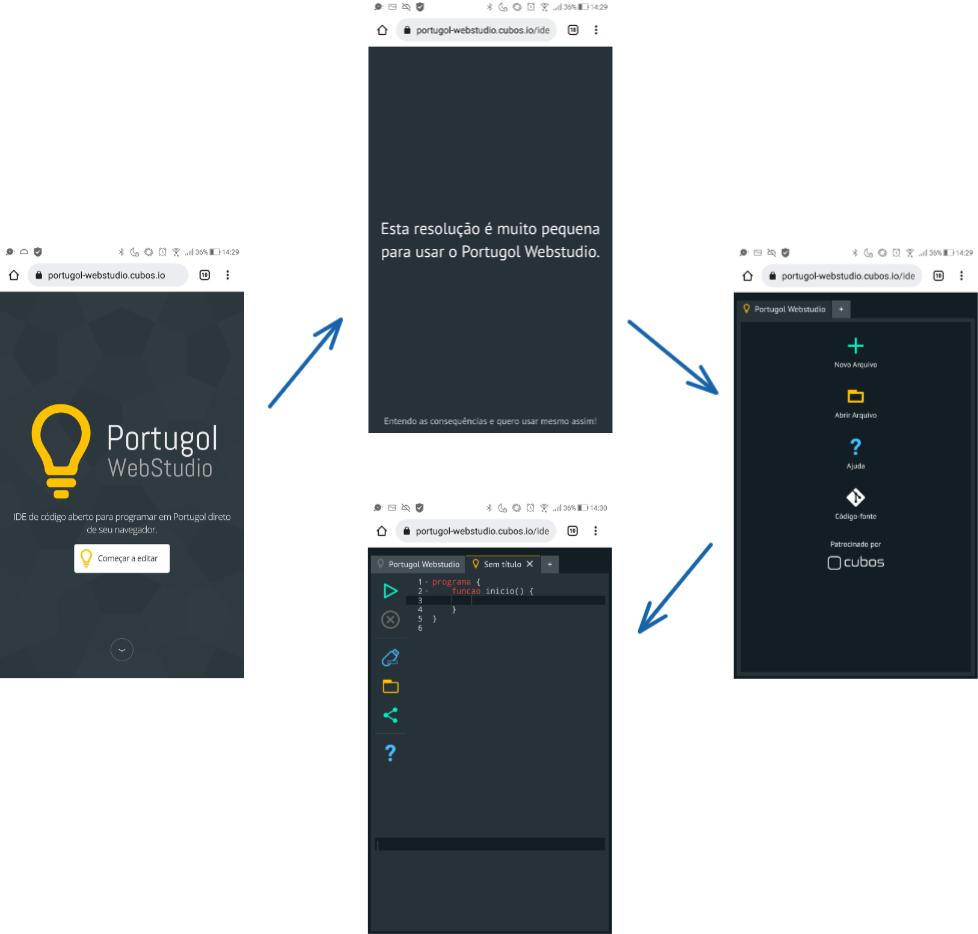 36% 14:29
portugol-webstudio.cubos.io
18
Portugol
WebStudio
IDE de código aberto para programar em Portugol direto
de seu navegador.
Começar a editar
36% 14:29
portugol-webstudio.cubos.io/ide
18
Esta resolução é muito pequena
para usar o Portugol Webstudio.
Entendo as consequências e quero usar mesmo assim!
36% 14:29
portugol-webstudio.cubos.io/ide
18
Portugol Webstudio +
Novo Arquivo
Abrir Arquivo
?
Ajuda
Código-fonte
Patrocinado por
cubos
36% 14:30
portugol-webstudio.cubos.io/ide
18
Portugol Webstudio Sem título × +
1 - programa {
2 - funcao inicio() {
3
4 }
5 }
6
?